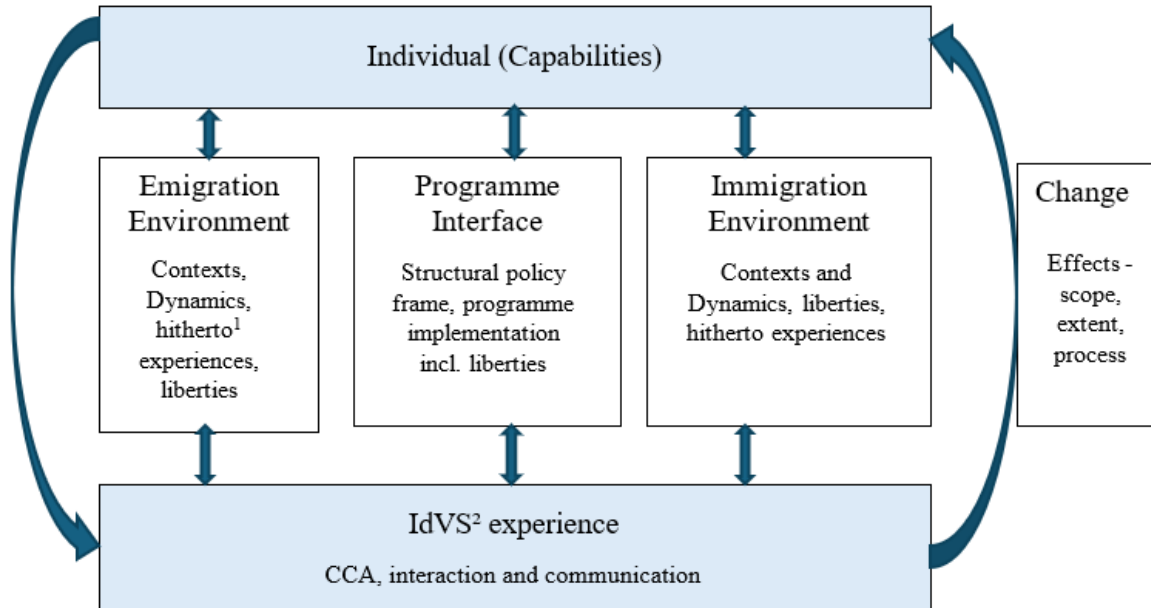 Individual (Capabilities)
Emigration
Environment
Contexts,
Dynamics,
hitherto¹
experiences,
liberties
Programme
Interface
Structural policy
frame, programme
implementation
incl. liberties
Immigration
Environment
Contexts and
Dynamics, liberties,
hitherto experiences
Change
Effects -
scope,
extent,
process
IdVS² experience
CCA, interaction and communication